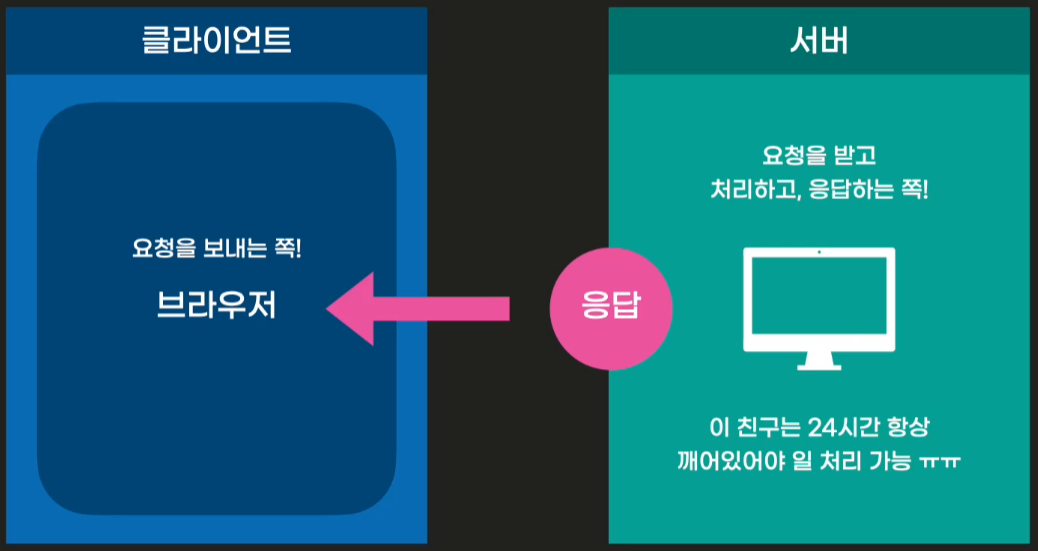 클라이언트
요청을 보내는 쪽!
브라우저
응답
서버
요청을 받고
처리하고, 응답하는 쪽!
이 친구는 24시간 항상
깨어있어야 일 처리 가능 ㅠㅠ